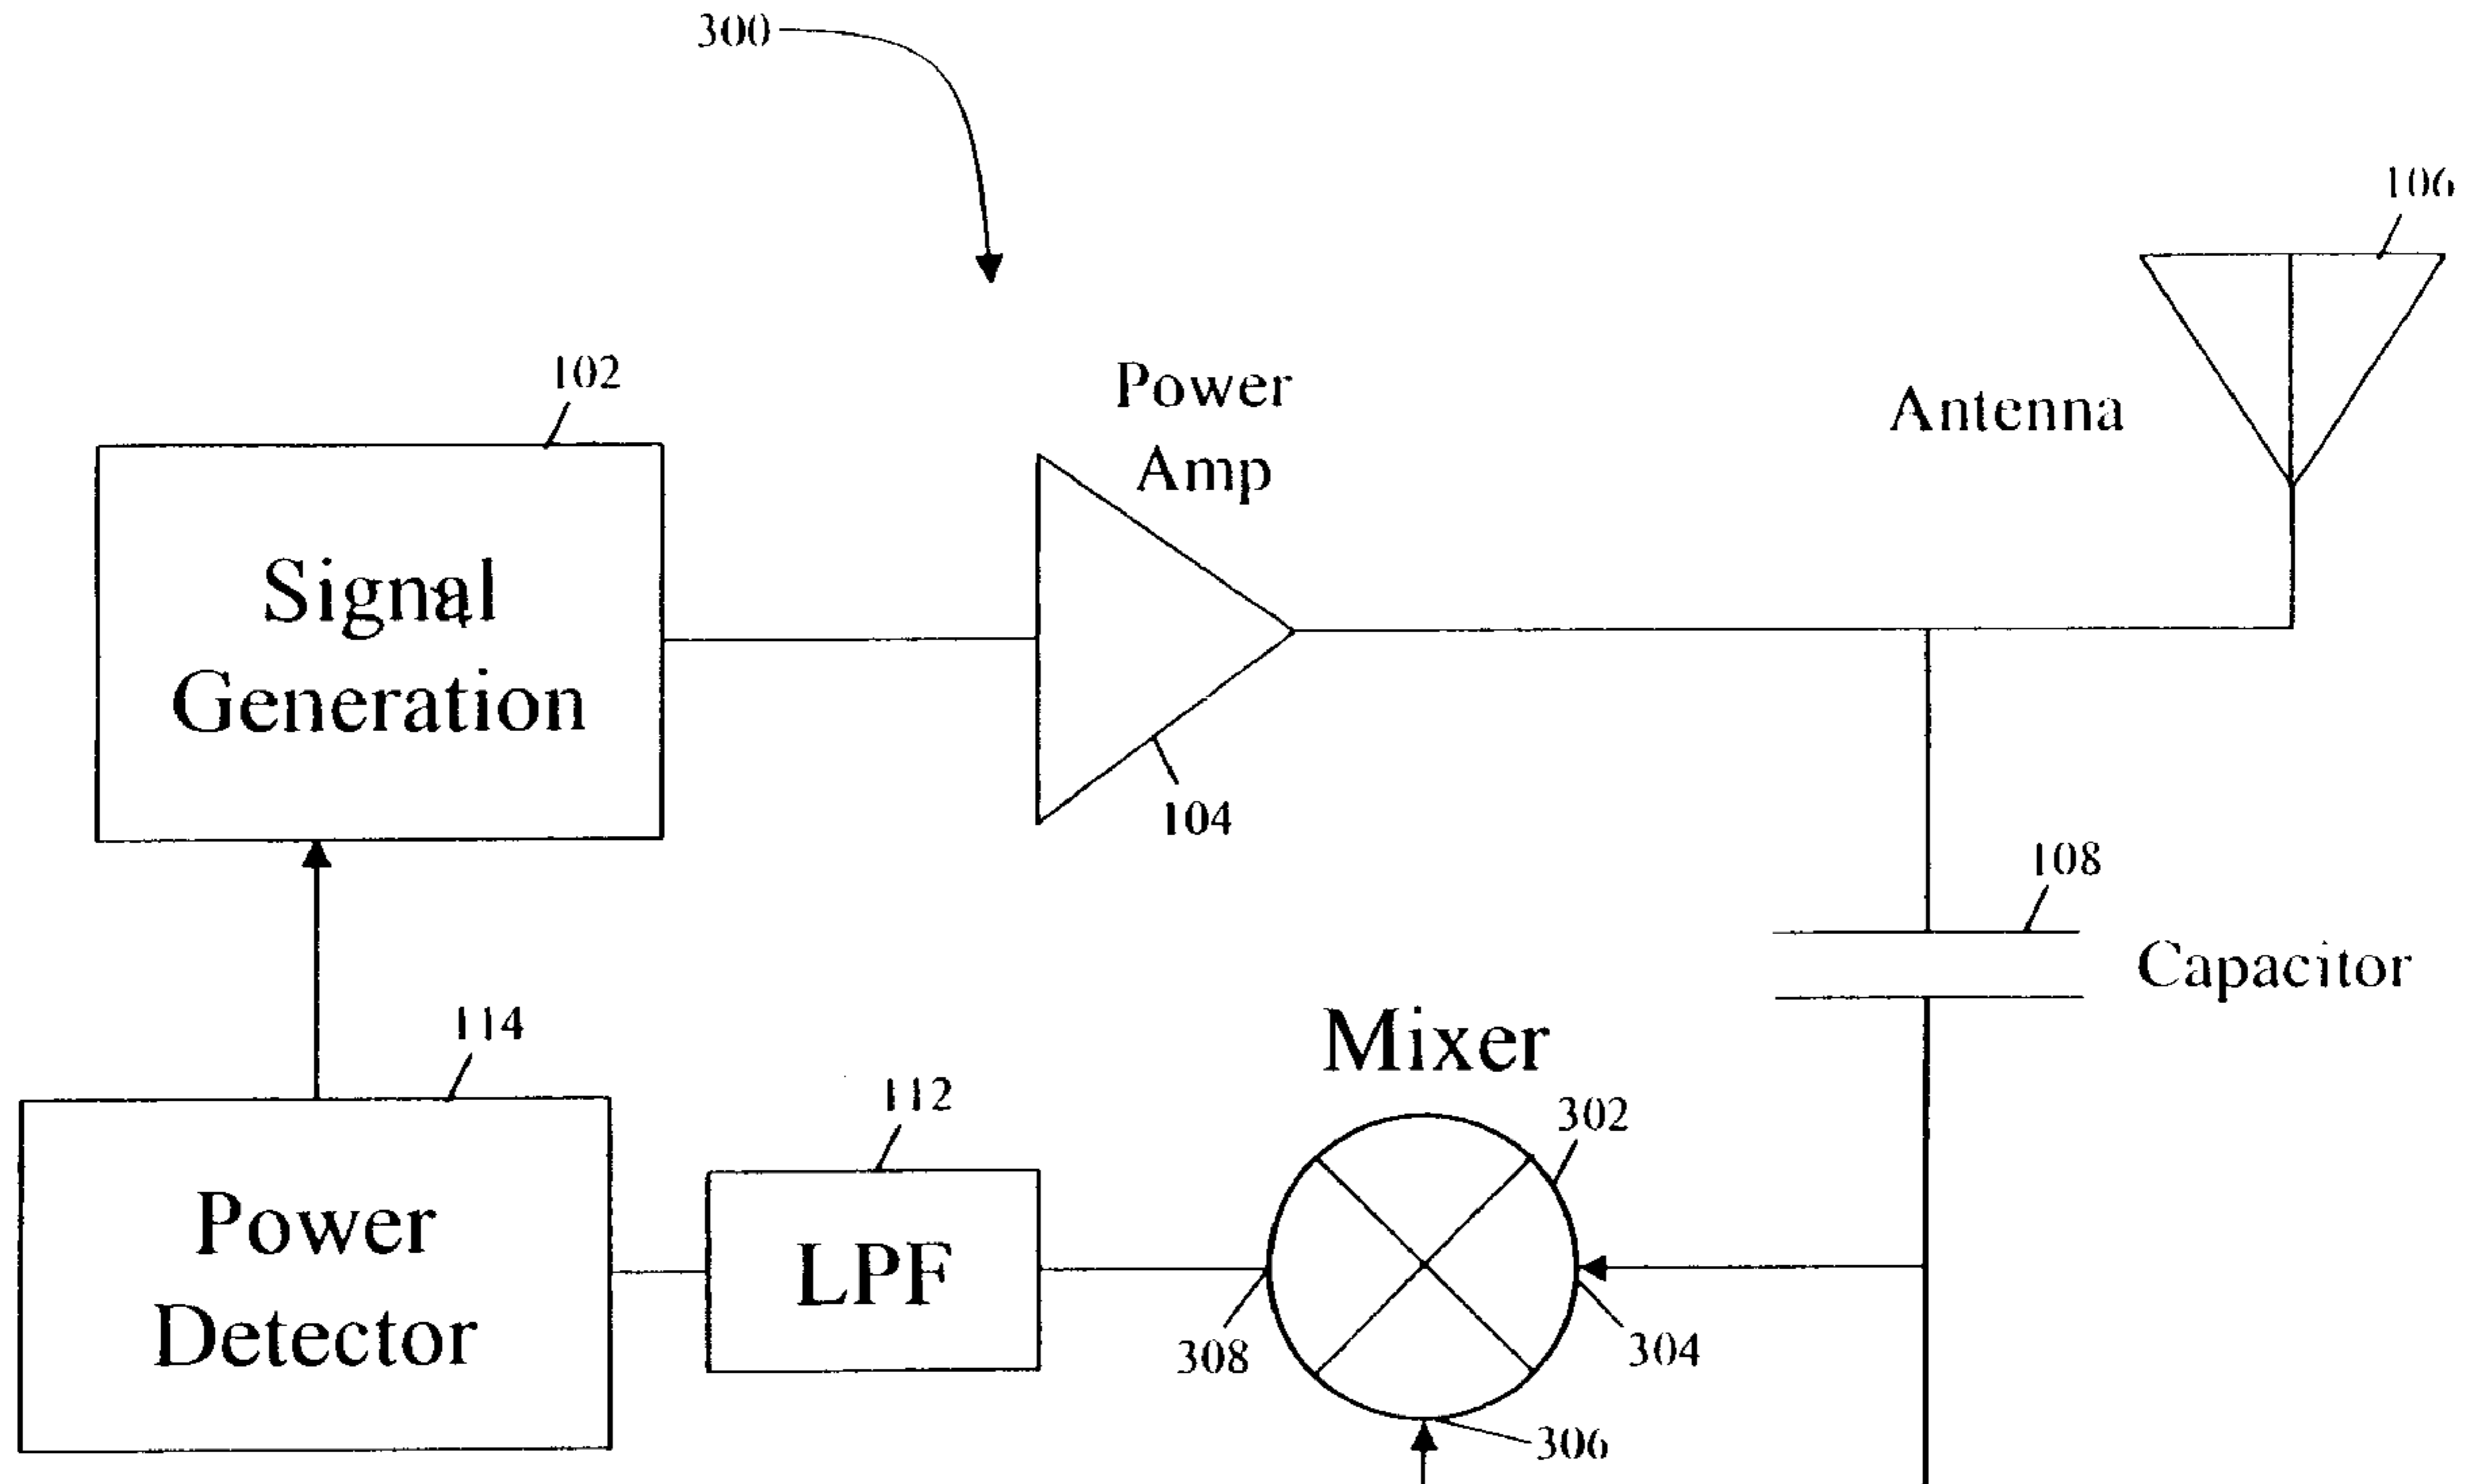 300
106
102
Power
Amp
Antenna
Signal
Generation
104
108
Capacitor
114
Mixer
112
302
Power
Detector
LPF
308
304
306